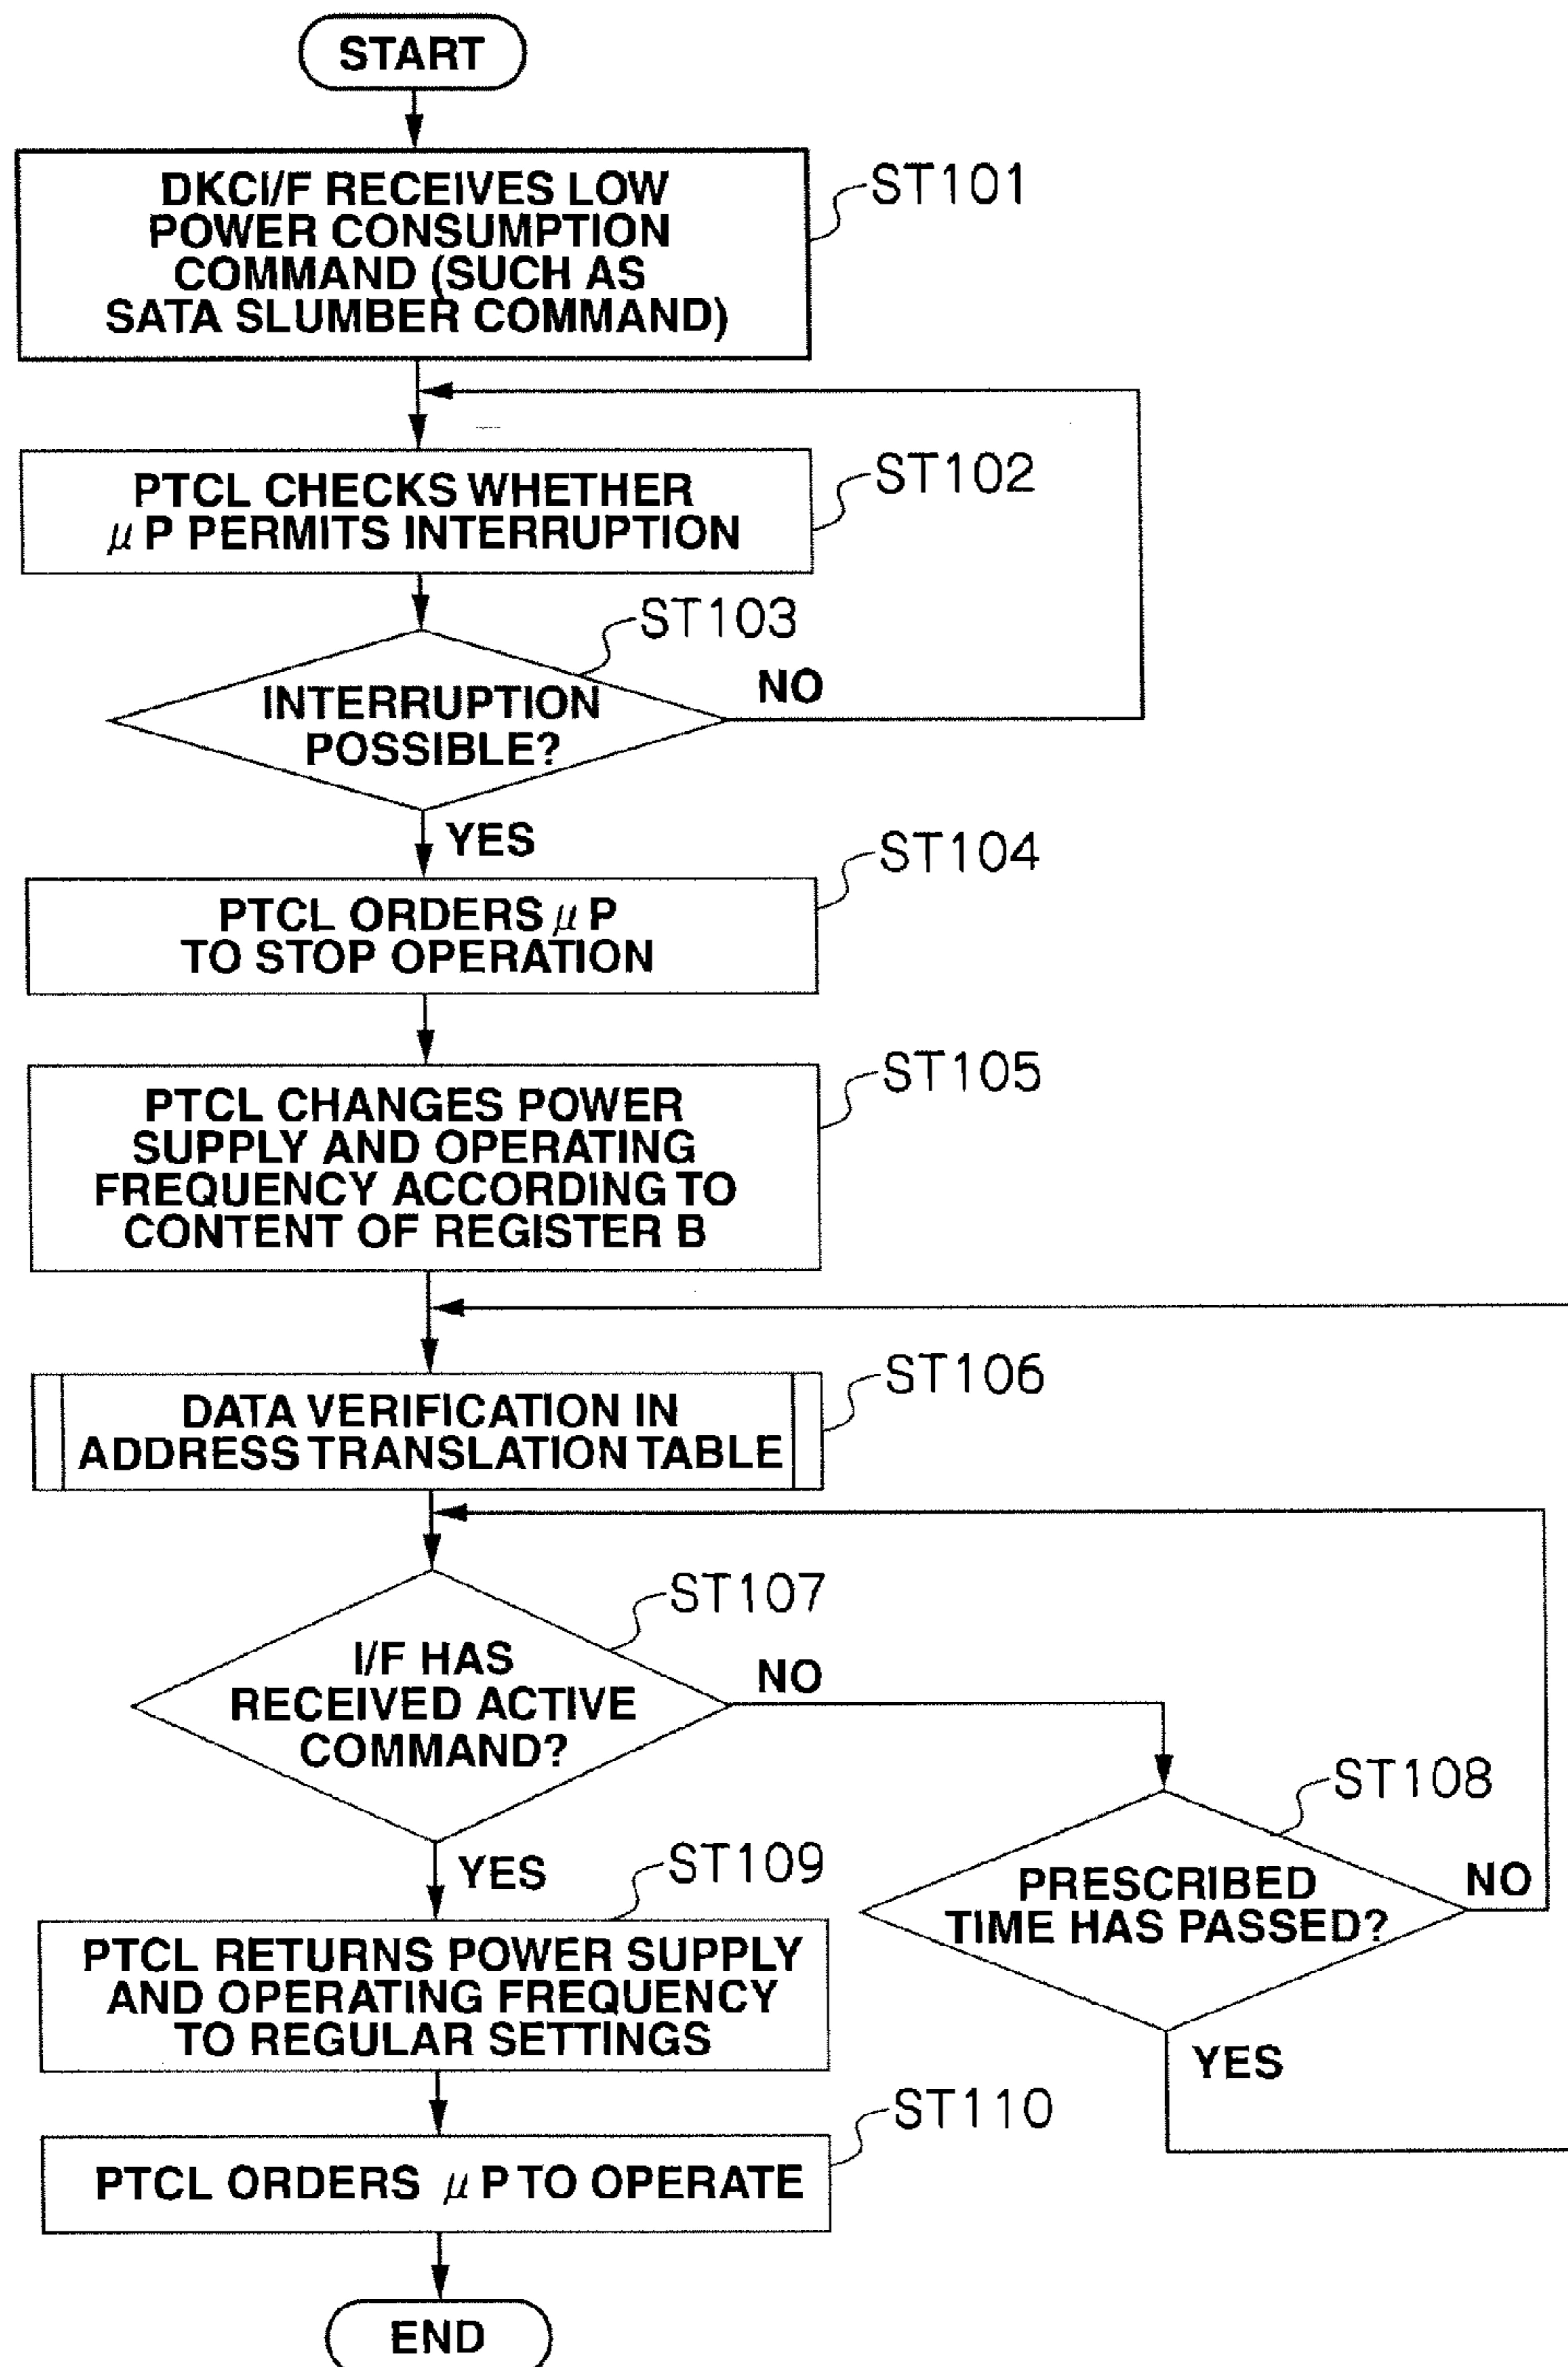 START
DKCI/F RECEIVES LOW
POWER CONSUMPTION
COMMAND (SUCH AS
SATA SLUMBER COMMAND)
ST101
PTCL CHECKS WHETHER
μP PERMITS INTERRUPTION
ST102
ST103
INTERRUPTION
POSSIBLE?
NO
YES
PTCL ORDERS μP
TO STOP OPERATION
ST104
PTCL CHANGES POWER
SUPPLY AND OPERATING
FREQUENCY ACCORDING TO
CONTENT OF REGISTER B
ST105
DATA VERIFICATION IN
ADDRESS TRANSLATION TABLE
ST106
ST107
I/F HAS
RECEIVED ACTIVE
COMMAND?
NO
YES
ST108
PRESCRIBED
TIME HAS PASSED?
NO
YES
ST109
PTCL RETURNS POWER SUPPLY
AND OPERATING FREQUENCY
TO REGULAR SETTINGS
ST110
PTCL ORDERS μP TO OPERATE
END